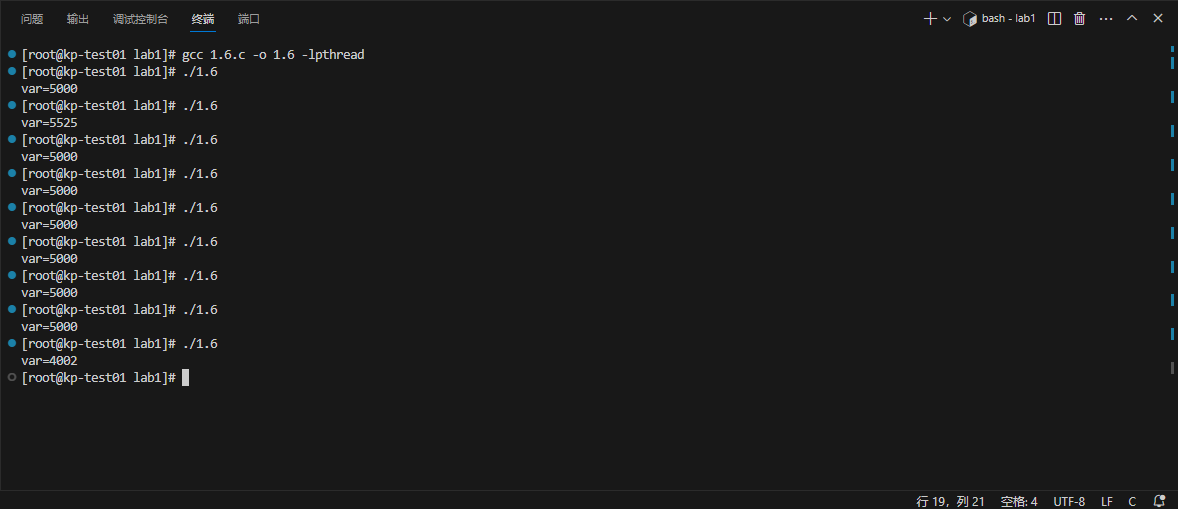 问题 输出 调试控制台 终端 端口 bash - lab1
[root@kp-test01 lab1]# gcc 1.6.c -o 1.6 -lpthread
[root@kp-test01 lab1]# ./1.6
var=5000
[root@kp-test01 lab1]# ./1.6
var=5525
[root@kp-test01 lab1]# ./1.6
var=5000
[root@kp-test01 lab1]# ./1.6
var=5000
[root@kp-test01 lab1]# ./1.6
var=5000
[root@kp-test01 lab1]# ./1.6
var=5000
[root@kp-test01 lab1]# ./1.6
var=5000
[root@kp-test01 lab1]# ./1.6
var=5000
[root@kp-test01 lab1]# ./1.6
var=4002
[root@kp-test01 lab1]#
行 19，列 21 空格: 4 UTF-8 LF C